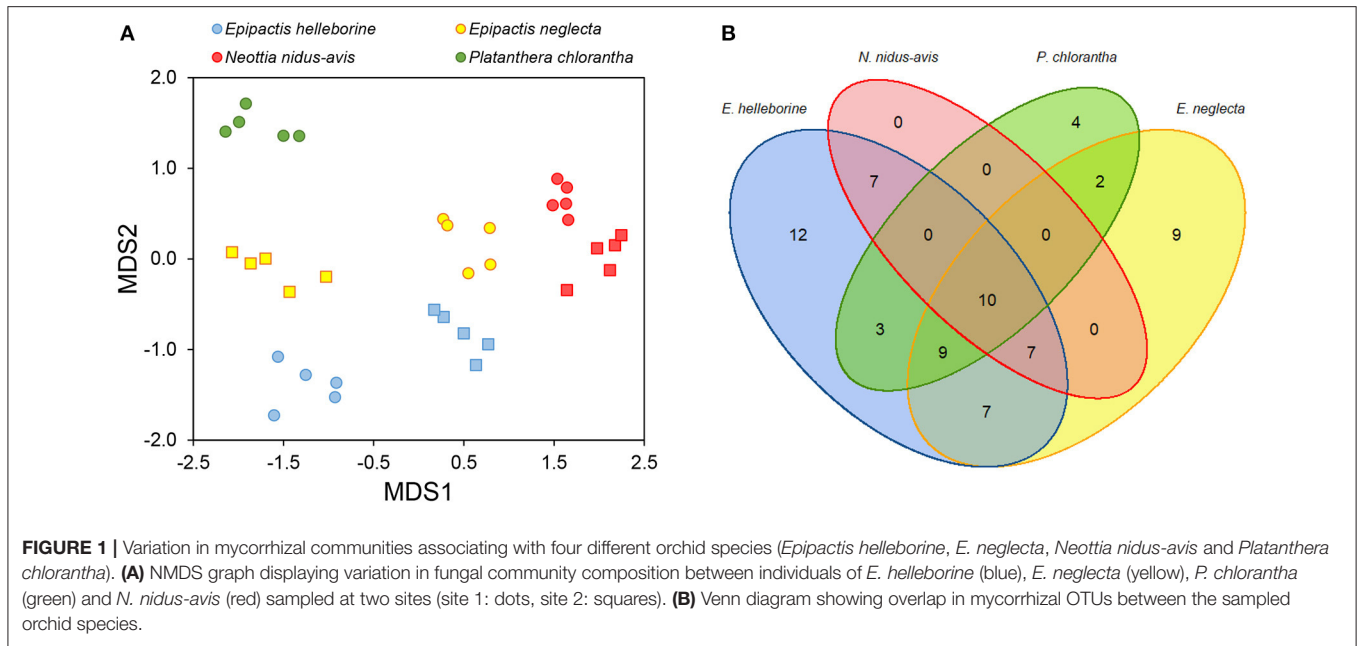 A
Epipactis helleborine
Epipactis neglecta
Neottia nidus-avis
Platanthera chlorantha
2.0
1.0
0.0
-1.0
-2.0
MDS2
-2.5 -1.5 -0.5 0.5 1.5 2.5
MDS1
B
N. nidus-avis
P. chlorantha
E. helleborine
E. neglecta
0
4
7
0
2
12
0
0
9
10
3
0
9
7
7
FIGURE 1 | Variation in mycorrhizal communities associating with four different orchid species (Epipactis helleborine, E. neglecta, Neottia nidus-avis and Platanthera
chlorantha). (A) NMDS graph displaying variation in fungal community composition between individuals of E. helleborine (blue), E. neglecta (yellow), P. chlorantha
(green) and N. nidus-avis (red) sampled at two sites (site 1: dots, site 2: squares). (B) Venn diagram showing overlap in mycorrhizal OTUs between the sampled
orchid species.